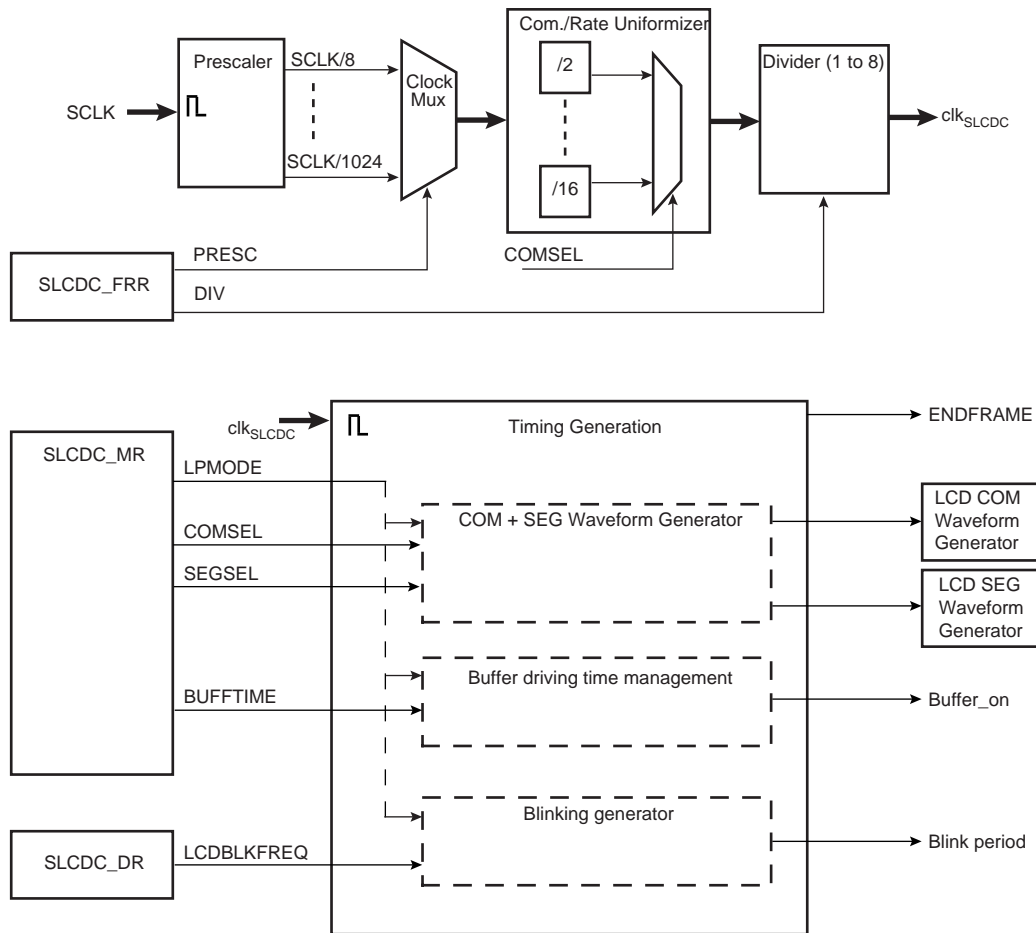 Com./Rate Uniformizer
Prescaler
SCLK/8
Clock
Mux
/2
Divider (1 to 8)
SCLK
clkSLCDC
SCLK/1024
/16
PRESC
COMSEL
SLCDC_FRR
DIV
clkSLCDC
Timing Generation
ENDFRAME
SLCDC_MR
LPMODE
COM + SEG Waveform Generator
LCD COM
Waveform
Generator
COMSEL
SEGSEL
LCD SEG
Waveform
Generator
Buffer driving time management
BUFFTIME
Buffer_on
Blinking generator
SLCDC_DR
LCDBLKFREQ
Blink period